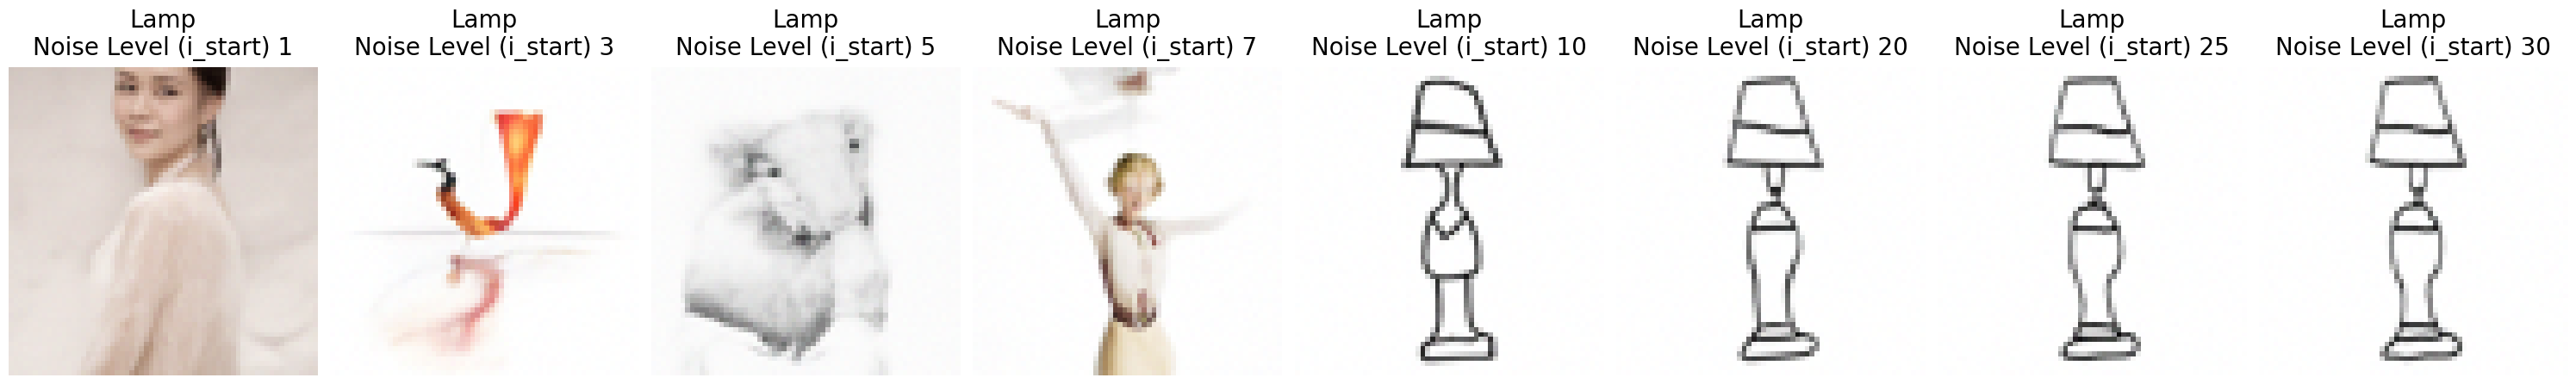 Lamp
Noise Level (i_start) 1
Lamp
Noise Level (i_start) 3
Lamp
Noise Level (i_start) 5
Lamp
Noise Level (i_start) 7
Lamp
Noise Level (i_start) 10
Lamp
Noise Level (i_start) 20
Lamp
Noise Level (i_start) 25
Lamp
Noise Level (i_start) 30